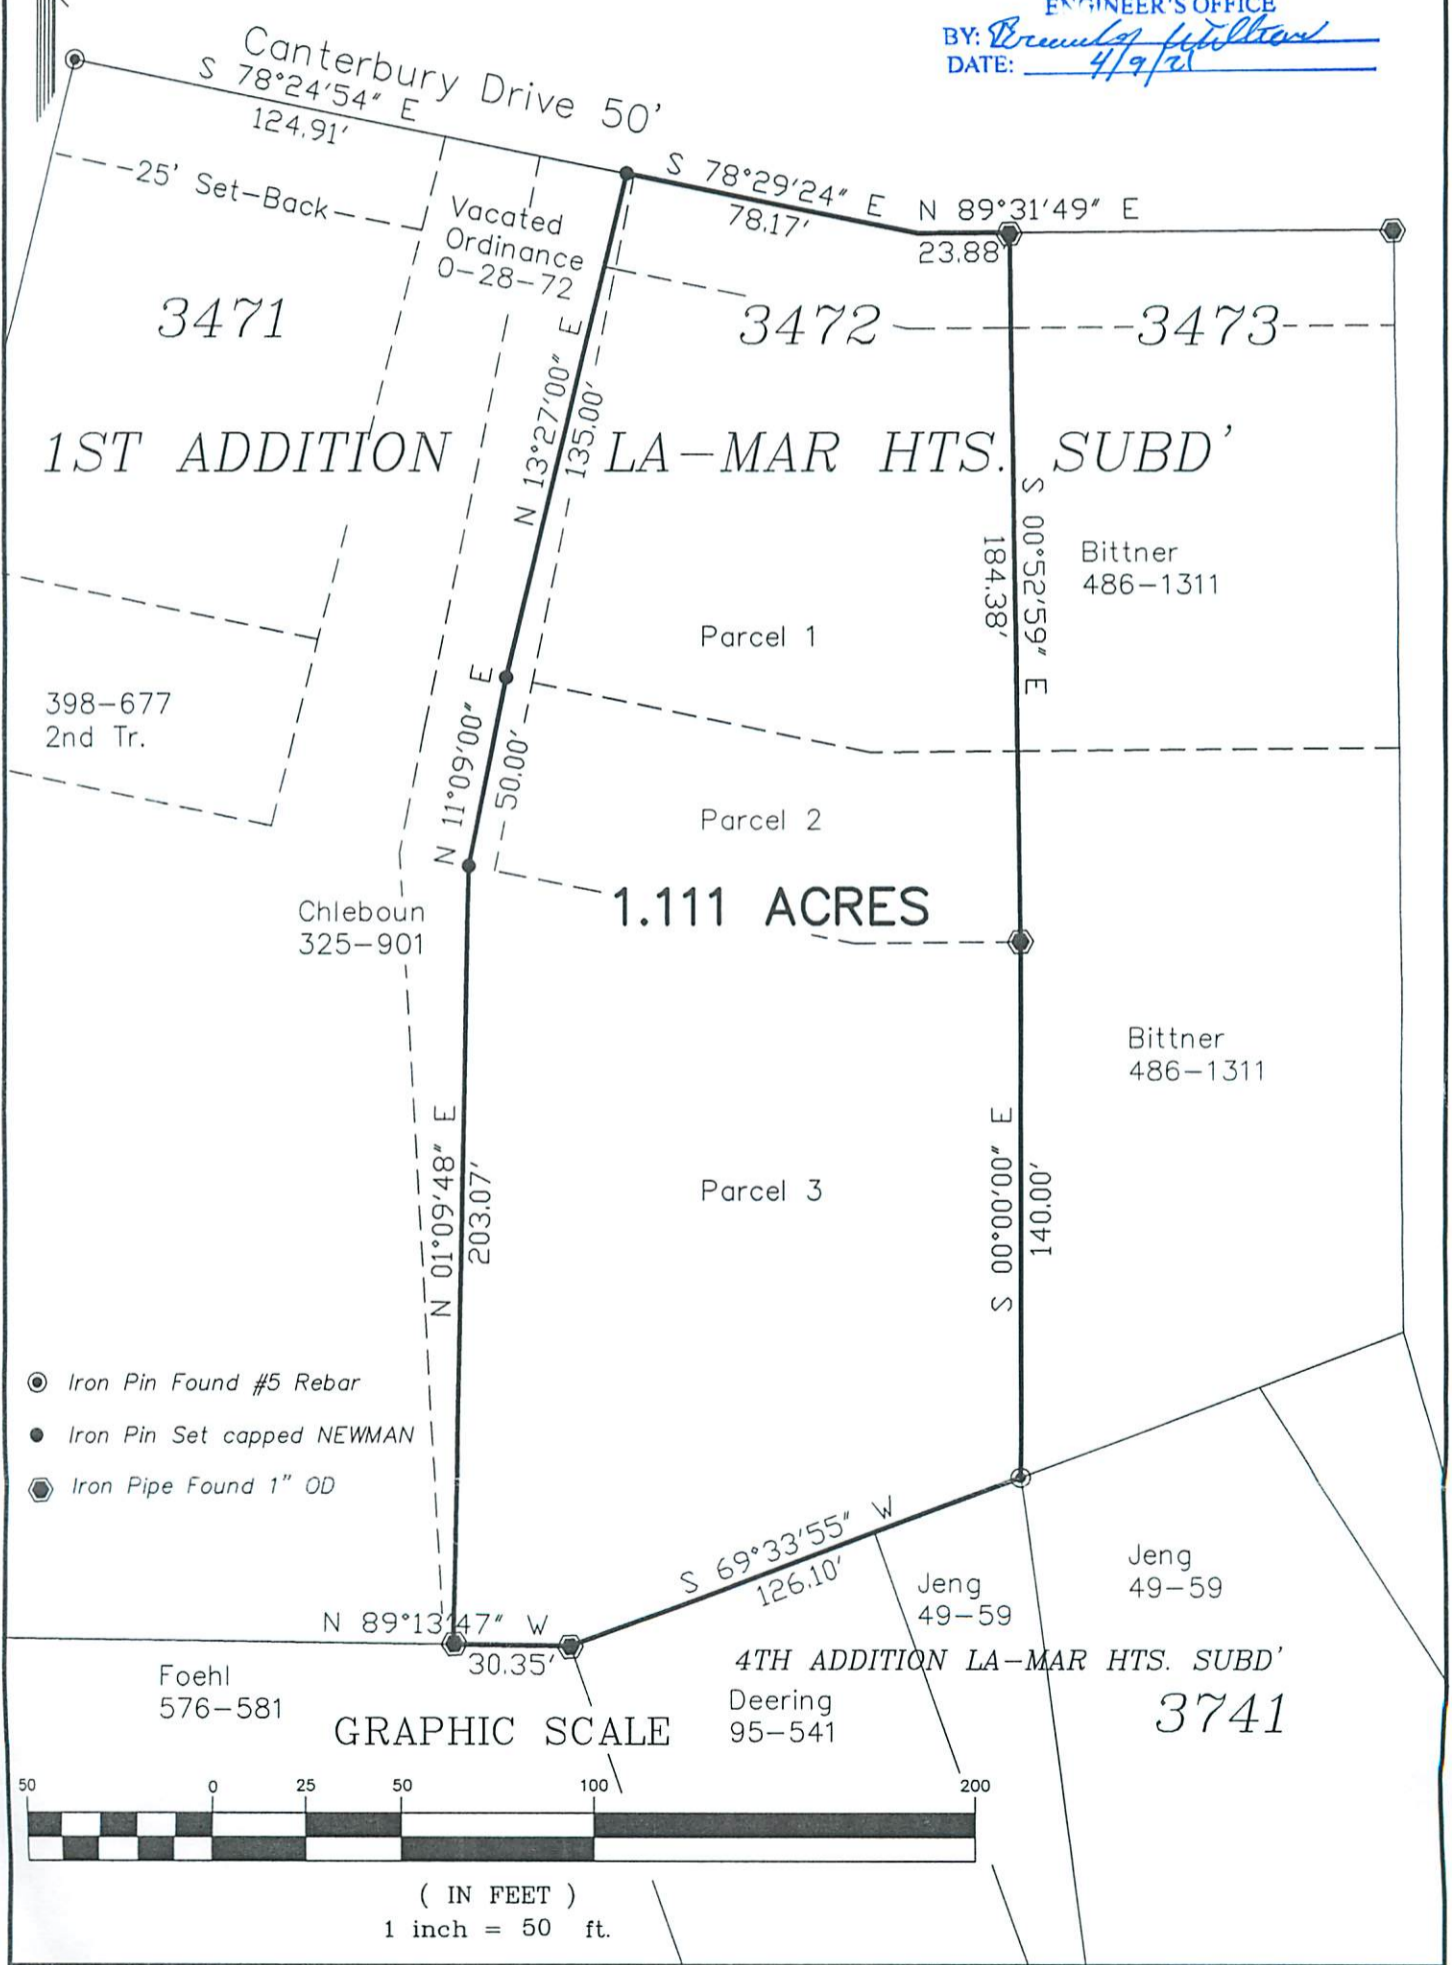 ENGINEER'S OFFICE
BY:
DATE: 4/9/21
Canterbury Drive 50'
S 78°24'54" E
124.91'
S 78°29'24" E
78.17'
N 89°31'49" E
23.88'
25' Set-Back
Vacated
Ordinance
0-28-72
3471
3472
3473
N 13°27'00" E
135.00'
1ST ADDITION LA-MAR HTS. SUBD'
S 00°52'59" E
184.38'
Bittner
486-1311
Parcel 1
398-677
2nd Tr.
N 11°09'00" E
50.00'
Parcel 2
1.111 ACRES
Chleboun
325-901
Bittner
486-1311
N 01°09'48" E
203.07'
Parcel 3
S 00°00'00" E
140.00'
Iron Pin Found #5 Rebar
Iron Pin Set capped NEWMAN
Iron Pipe Found 1" OD
S 69°33'55" W
126.10'
Jeng
49-59
Jeng
49-59
N 89°13'47" W
30.35'
4TH ADDITION LA-MAR HTS. SUBD'
Foehl
576-581
Deering
95-541
3741
GRAPHIC SCALE
50 0 25 50 100 200
( IN FEET )
1 inch = 50 ft.